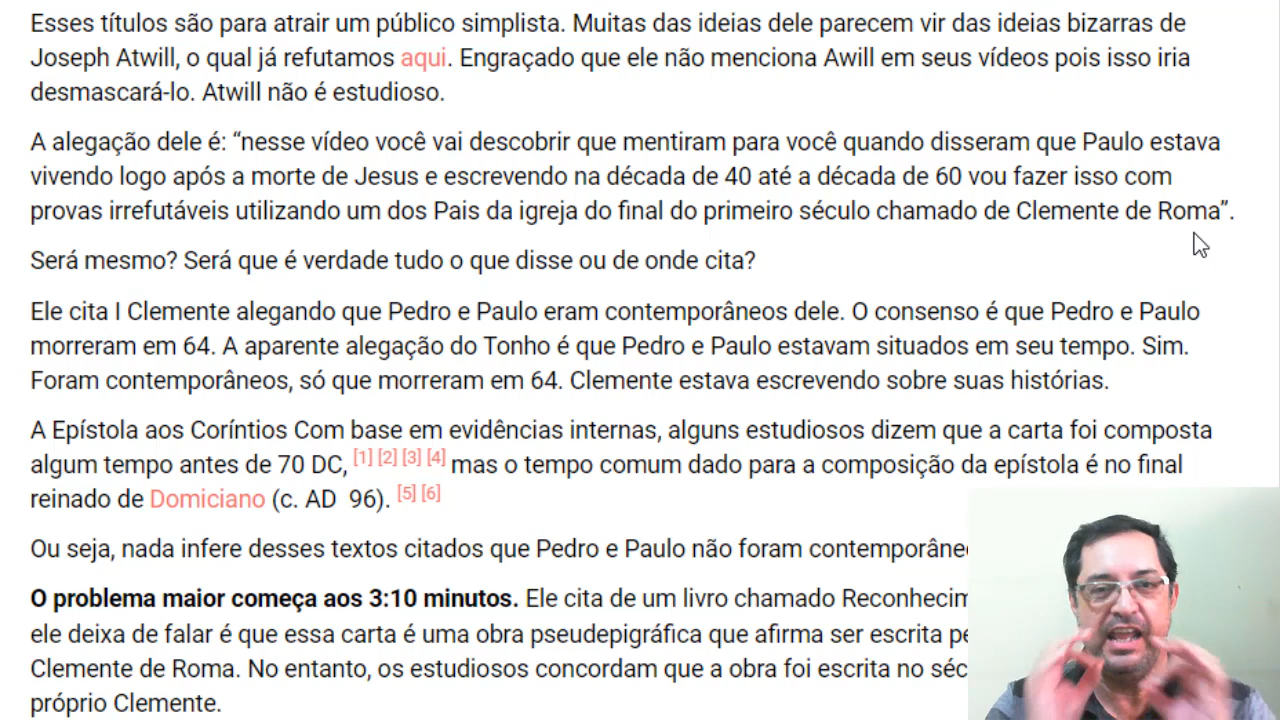 Esses títulos são para atrair um público simplista. Muitas das ideias dele parecem vir das ideias bizarras de
Joseph Atwill, o qual já refutamos aqui. Engraçado que ele não menciona Awill em seus vídeos pois isso iria
desmascará-lo. Atwill não é estudioso.
A alegação dele é: “nesse vídeo você vai descobrir que mentiram para você quando disseram que Paulo estava
vivendo logo após a morte de Jesus e escrevendo na década de 40 até a década de 60 vou fazer isso com
provas irrefutáveis utilizando um dos Pais da igreja do final do primeiro século chamado de Clemente de Roma”.
Será mesmo? Será que é verdade tudo o que disse ou de onde cita?
Ele cita I Clemente alegando que Pedro e Paulo eram contemporâneos dele. O consenso é que Pedro e Paulo
morreram em 64. A aparente alegação do Tonho é que Pedro e Paulo estavam situados em seu tempo. Sim.
Foram contemporâneos, só que morreram em 64. Clemente estava escrevendo sobre suas histórias.
A Epístola aos Coríntios Com base em evidências internas, alguns estudiosos dizem que a carta foi composta
algum tempo antes de 70 DC, [1] [2] [3] [4] mas o tempo comum dado para a composição da epístola é no final
reinado de Domiciano (c. AD 96). [5] [6]
Ou seja, nada infere desses textos citados que Pedro e Paulo não foram
O problema maior começa aos 3:10 minutos. Ele cita de um livro chamado
ele deixa de falar é que essa carta é uma obra pseudepigráfica que afirma ser escrita
Clemente de Roma. No entanto, os estudiosos concordam que a obra foi escrita no
próprio Clemente.